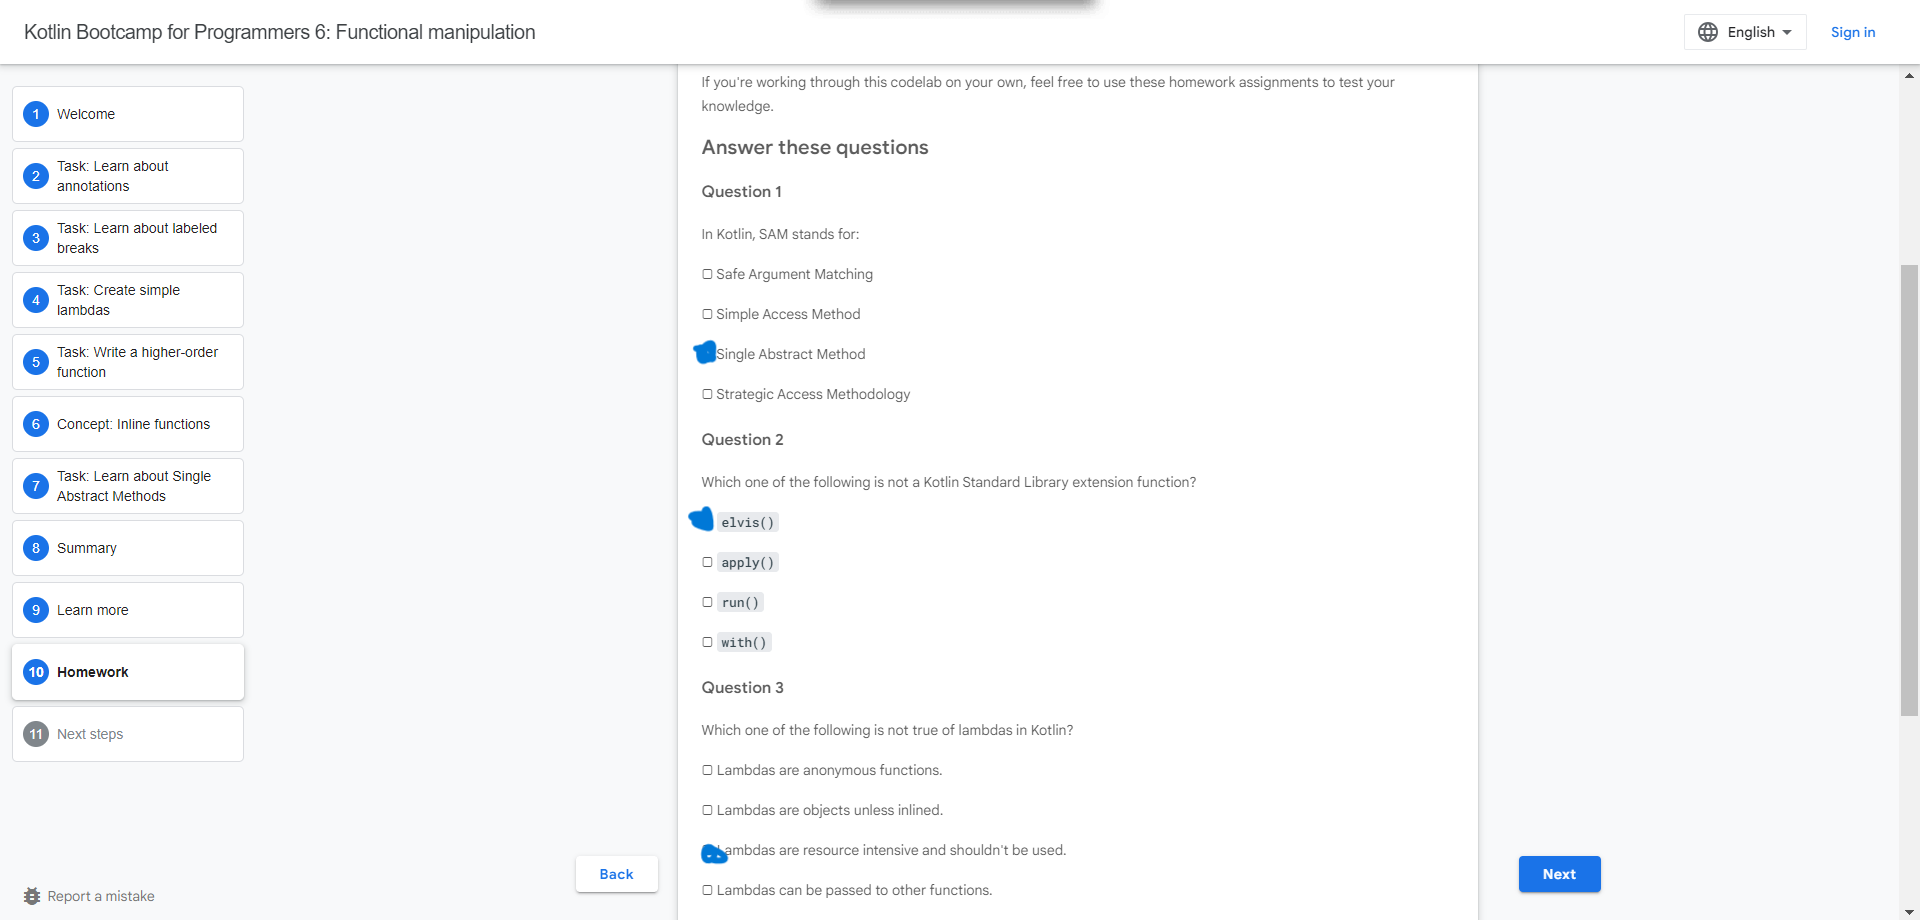 Kotlin Bootcamp for Programmers 6: Functional manipulation
English
Sign in
1 Welcome
2 Task: Learn about
annotations
3 Task: Learn about labeled
breaks
4 Task: Create simple
lambdas
5 Task: Write a higher-order
function
6 Concept: Inline functions
7 Task: Learn about Single
Abstract Methods
8 Summary
9 Learn more
10 Homework
11 Next steps
Report a mistake
If you're working through this codelab on your own, feel free to use these homework assignments to test your
knowledge.
Answer these questions
Question 1
In Kotlin, SAM stands for:
Safe Argument Matching
Simple Access Method
Single Abstract Method
Strategic Access Methodology
Question 2
Which one of the following is not a Kotlin Standard Library extension function?
elvis()
apply()
run()
with()
Question 3
Which one of the following is not true of lambdas in Kotlin?
Lambdas are anonymous functions.
Lambdas are objects unless inlined.
ambdas are resource intensive and shouldn't be used.
Lambdas can be passed to other functions.
Back
Next